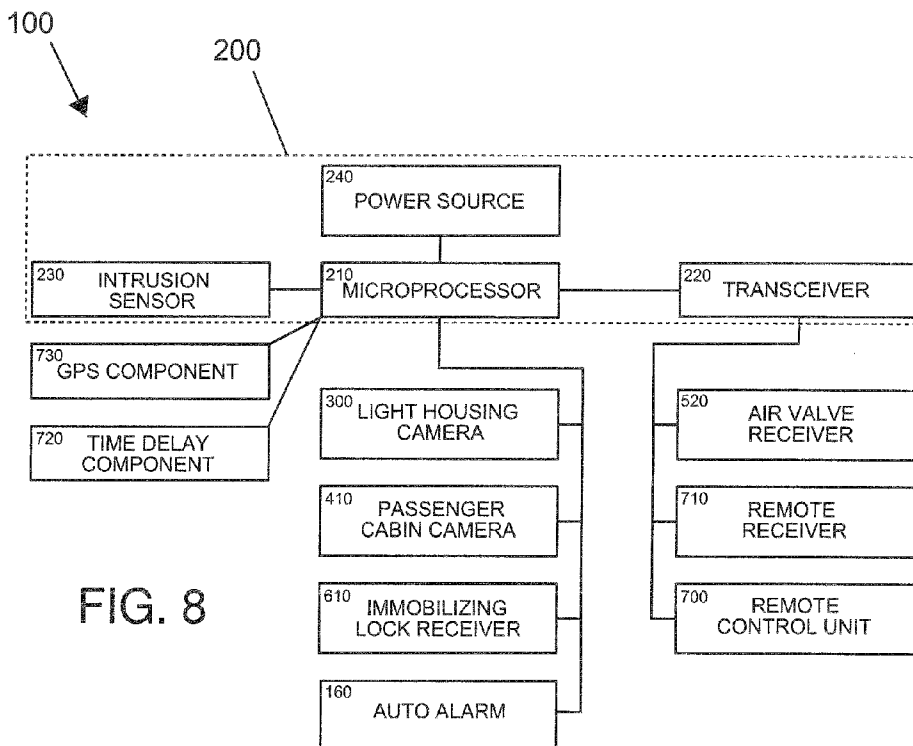 100
200
240
POWER SOURCE
230
INTRUSION
SENSOR
210
MICROPROCESSOR
220
TRANSCEIVER
730
GPS COMPONENT
300
LIGHT HOUSING
CAMERA
520
AIR VALVE
RECEIVER
720
TIME DELAY
COMPONENT
410
PASSENGER
CABIN CAMERA
710
REMOTE
RECEIVER
FIG. 8
610
IMMOBILIZING
LOCK RECEIVER
700
REMOTE
CONTROL UNIT
160
AUTO ALARM